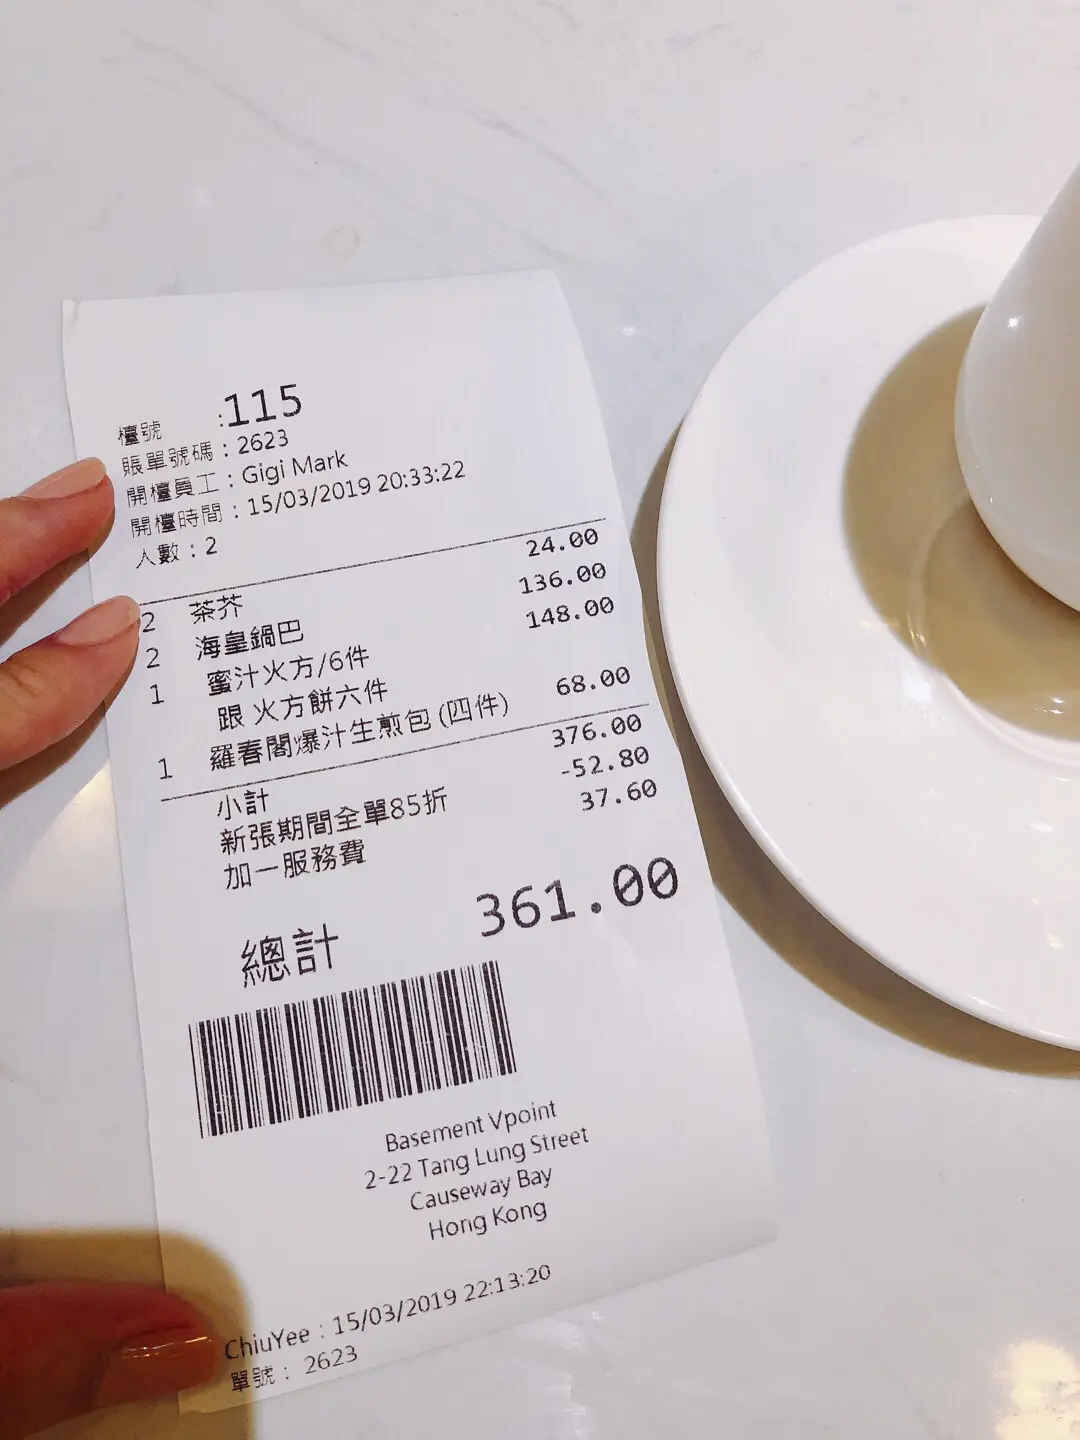 檯號 :115
賬單號碼：2623
開檯員工：Gigi Mark
開檯時間：15/03/2019 20:33:22
人數：2
2 茶芥 24.00
2 海皇鍋巴 136.00
1 蜜汁火方/6件 148.00
跟 火方餅六件
1 羅春閣爆汁生煎包 (四件) 68.00
小計 376.00
新張期間全單85折 -52.80
加一服務費 37.60
總計 361.00
Basement Vpoint
2-22 Tang Lung Street
Causeway Bay
Hong Kong
ChiuYee : 15/03/2019 22:13:20
單號： 2623